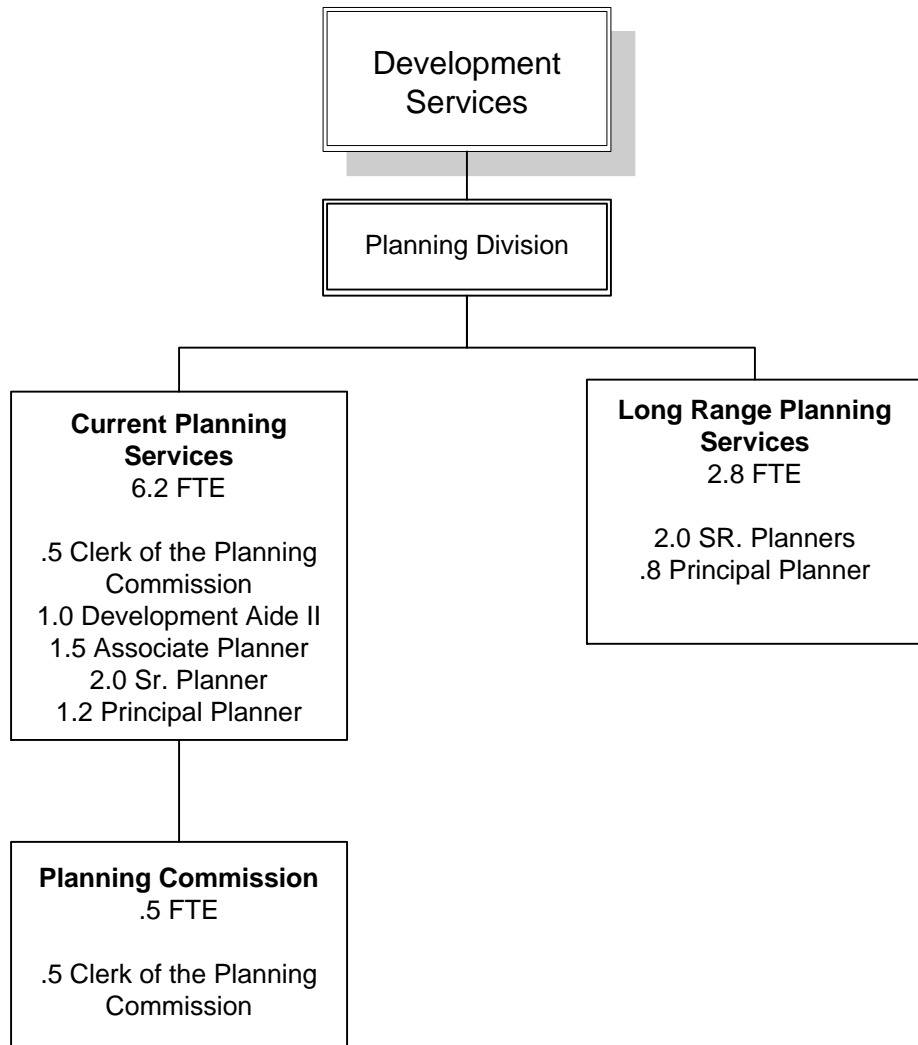 Development
Services
Planning Division
Current Planning
Services
6.2 FTE
.5 Clerk of the Planning
Commission
1.0 Development Aide II
1.5 Associate Planner
2.0 Sr. Planner
1.2 Principal Planner
Long Range Planning
Services
2.8 FTE
2.0 SR. Planners
.8 Principal Planner
Planning Commission
.5 FTE
.5 Clerk of the Planning
Commission